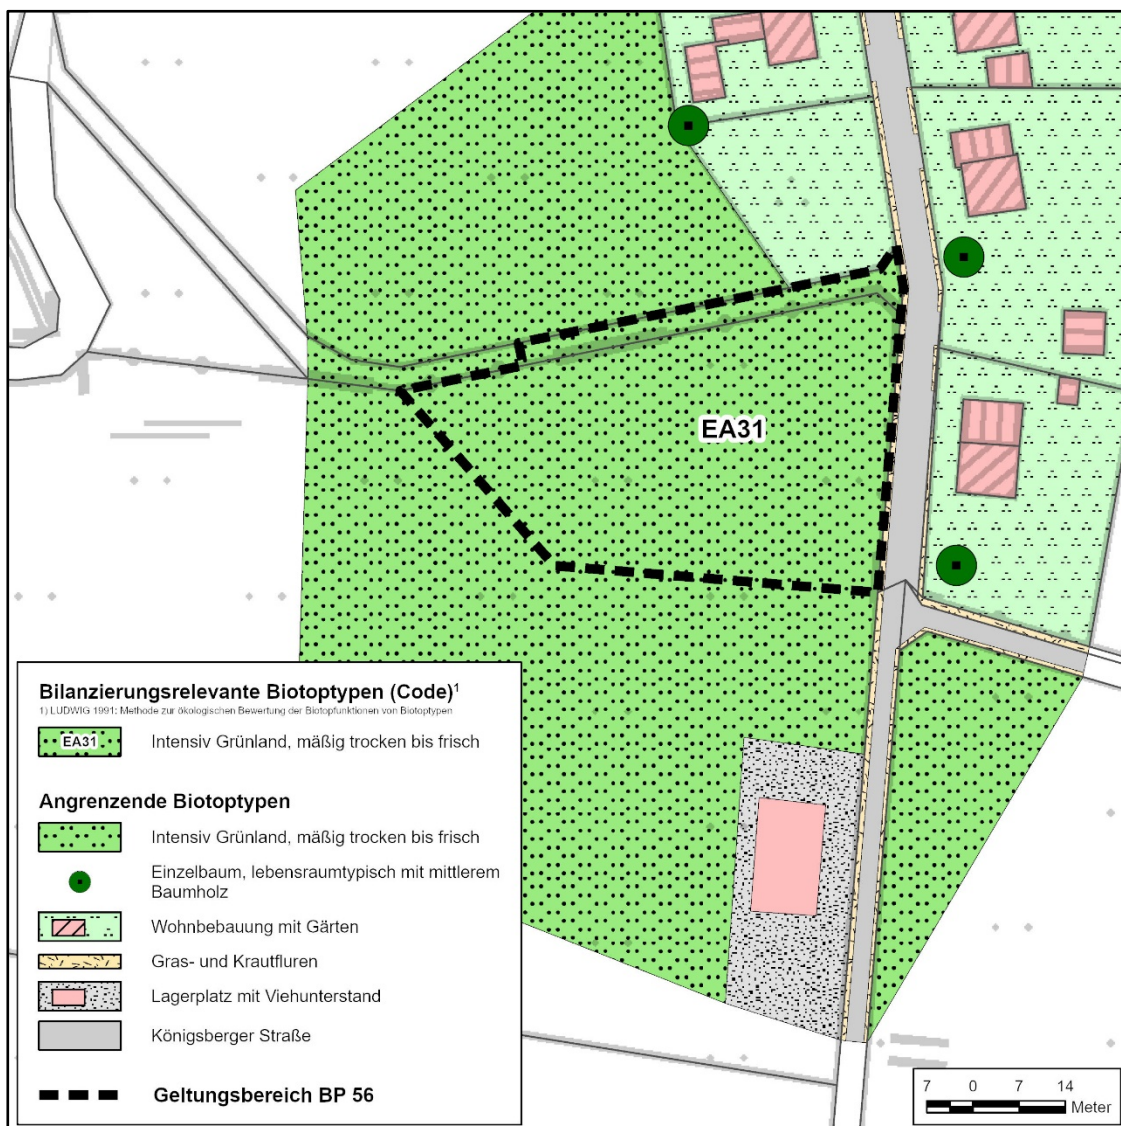 EA31
Bilanzierungsrelevante Biotoptypen (Code)¹
1) LUDWIG 1991: Methode zur ökologischen Bewertung der Biotopfunktionen von Biotoptypen
EA31 Intensiv Grünland, mäßig trocken bis frisch
Angrenzende Biotoptypen
Intensiv Grünland, mäßig trocken bis frisch
Einzelbaum, lebensraumtypisch mit mittlerem
Baumholz
Wohnbebauung mit Gärten
Gras- und Krautfluren
Lagerplatz mit Viehunterstand
Königsberger Straße
Geltungsbereich BP 56
7 0 7 14
Meter